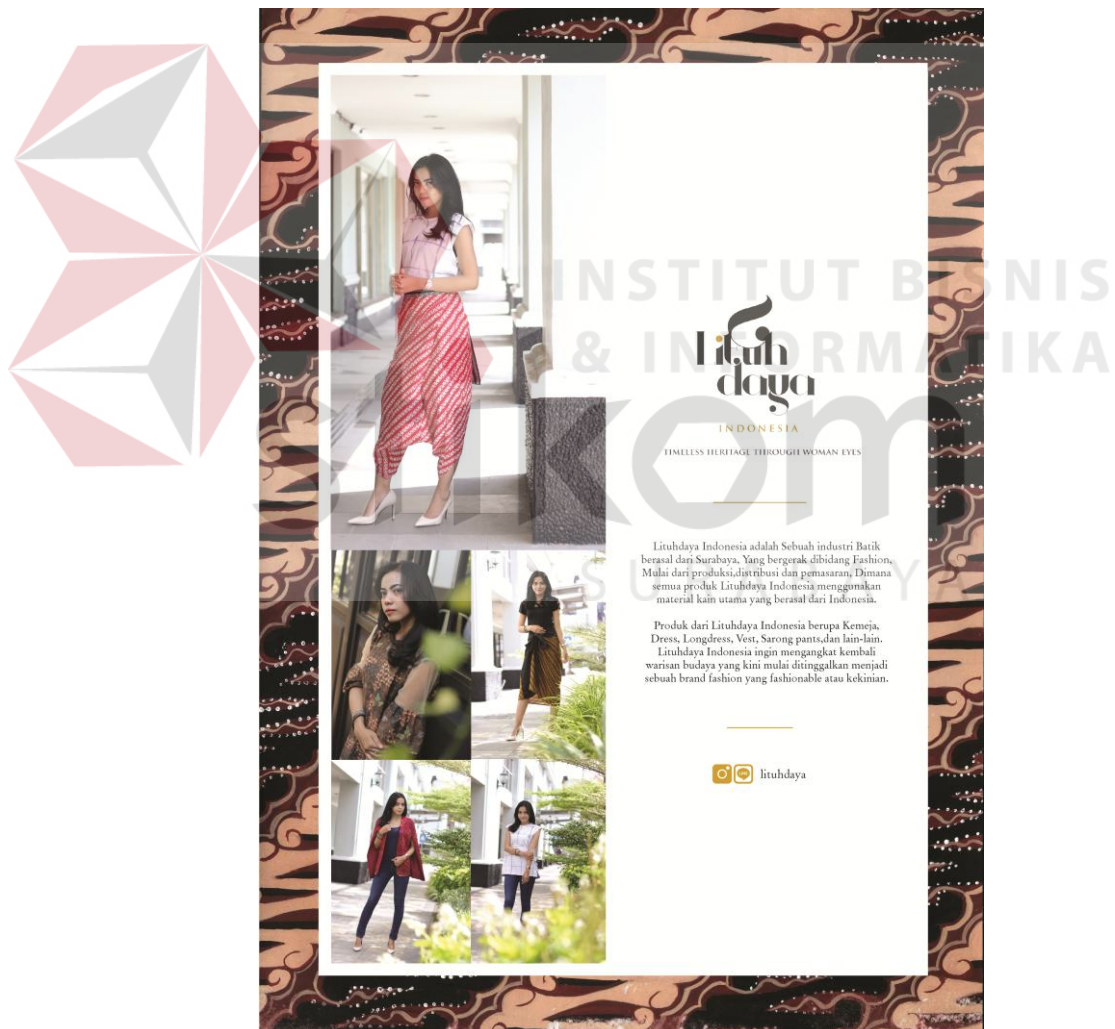 INSTITUT BISNIS
& INFORMATIKA
stikom
SURABAYA
Lituh
daya
INDONESIA
TIMELESS HERITAGE THROUGH WOMAN EYES
Lituhdaya Indonesia adalah Sebuah industri Batik
berasal dari Surabaya, Yang bergerak dibidang Fashion,
Mulai dari produksi,distribusi dan pemasaran, Dimana
semua produk Lituhdaya Indonesia menggunakan
material kain utama yang berasal dari Indonesia.
Produk dari Lituhdaya Indonesia berupa Kemeja,
Dress, Longdress, Vest, Sarong pants,dan lain-lain.
Lituhdaya Indonesia ingin mengangkat kembali
warisan budaya yang kini mulai ditinggalkan menjadi
sebuah brand fashion yang fashionable atau kekinian.
lituhdaya